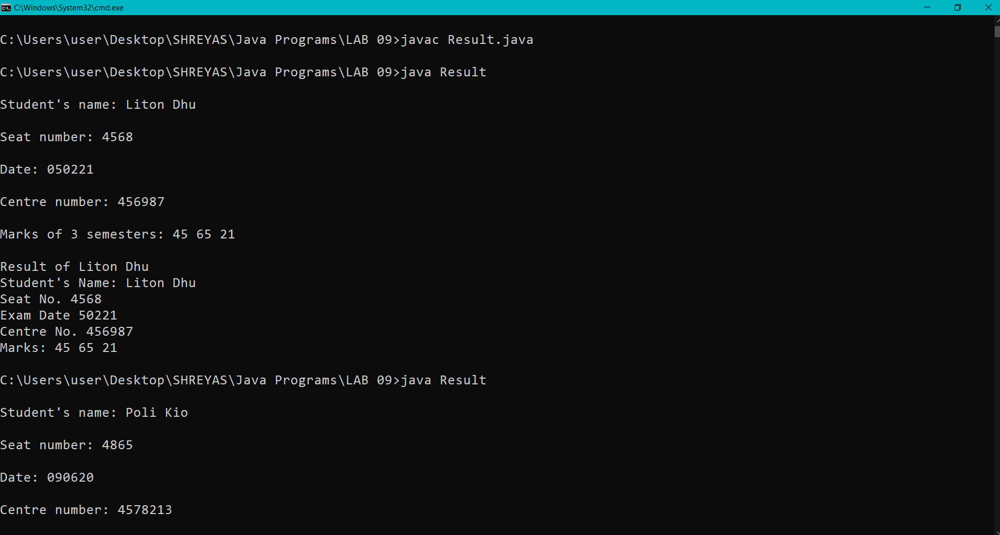 C:\Windows\System32\cmd.exe
C:\Users\user\Desktop\SHREYAS\Java Programs\LAB 09>javac Result.java
C:\Users\user\Desktop\SHREYAS\Java Programs\LAB 09>java Result
Student's name: Liton Dhu
Seat number: 4568
Date: 050221
Centre number: 456987
Marks of 3 semesters: 45 65 21
Result of Liton Dhu
Student's Name: Liton Dhu
Seat No. 4568
Exam Date 50221
Centre No. 456987
Marks: 45 65 21
C:\Users\user\Desktop\SHREYAS\Java Programs\LAB 09>java Result
Student's name: Poli Kio
Seat number: 4865
Date: 090620
Centre number: 4578213